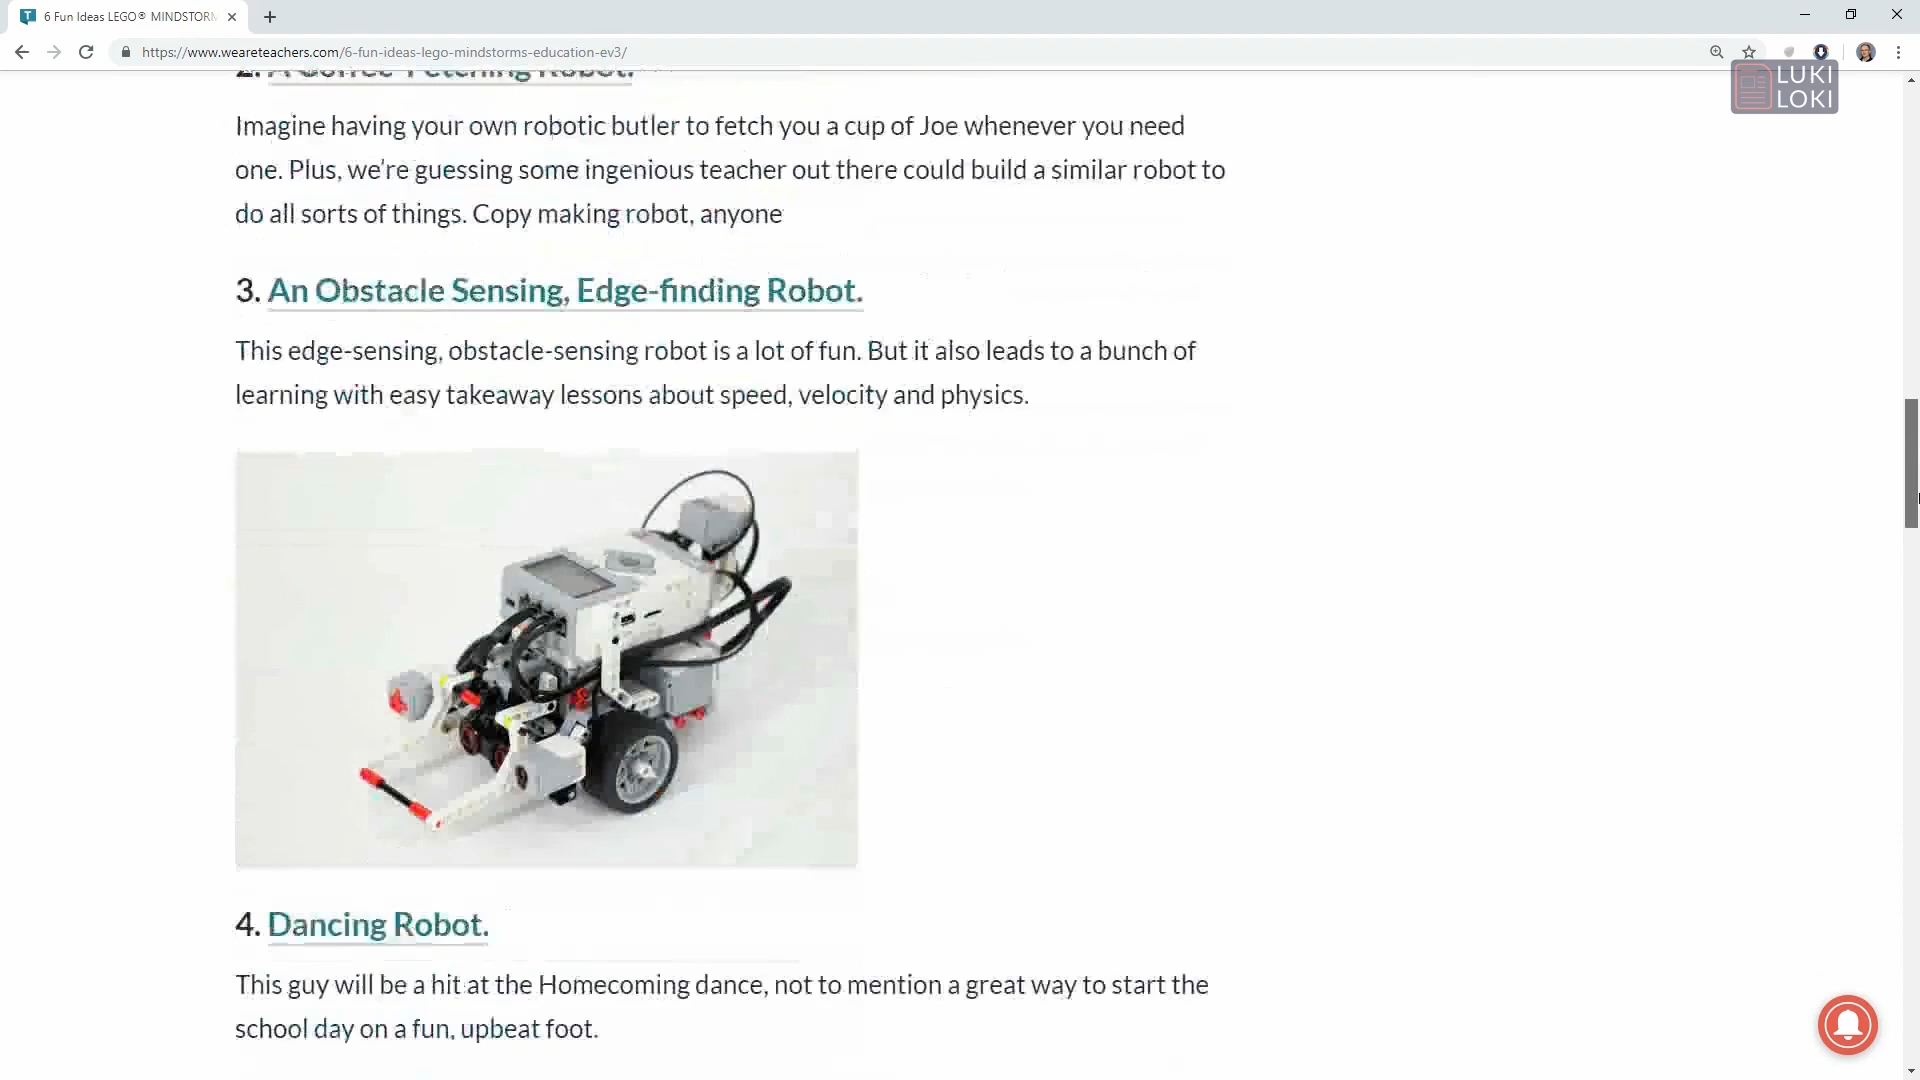 6 Fun Ideas LEGO® MINDSTORM
https://www.weareteachers.com/6-fun-ideas-lego-mindstorms-education-ev3/
LUKI
LOKI
2. A Coffee-Fetching Robot.
Imagine having your own robotic butler to fetch you a cup of Joe whenever you need
one. Plus, we're guessing some ingenious teacher out there could build a similar robot to
do all sorts of things. Copy making robot, anyone
3. An Obstacle Sensing, Edge-finding Robot.
This edge-sensing, obstacle-sensing robot is a lot of fun. But it also leads to a bunch of
learning with easy takeaway lessons about speed, velocity and physics.
4. Dancing Robot.
This guy will be a hit at the Homecoming dance, not to mention a great way to start the
school day on a fun, upbeat foot.